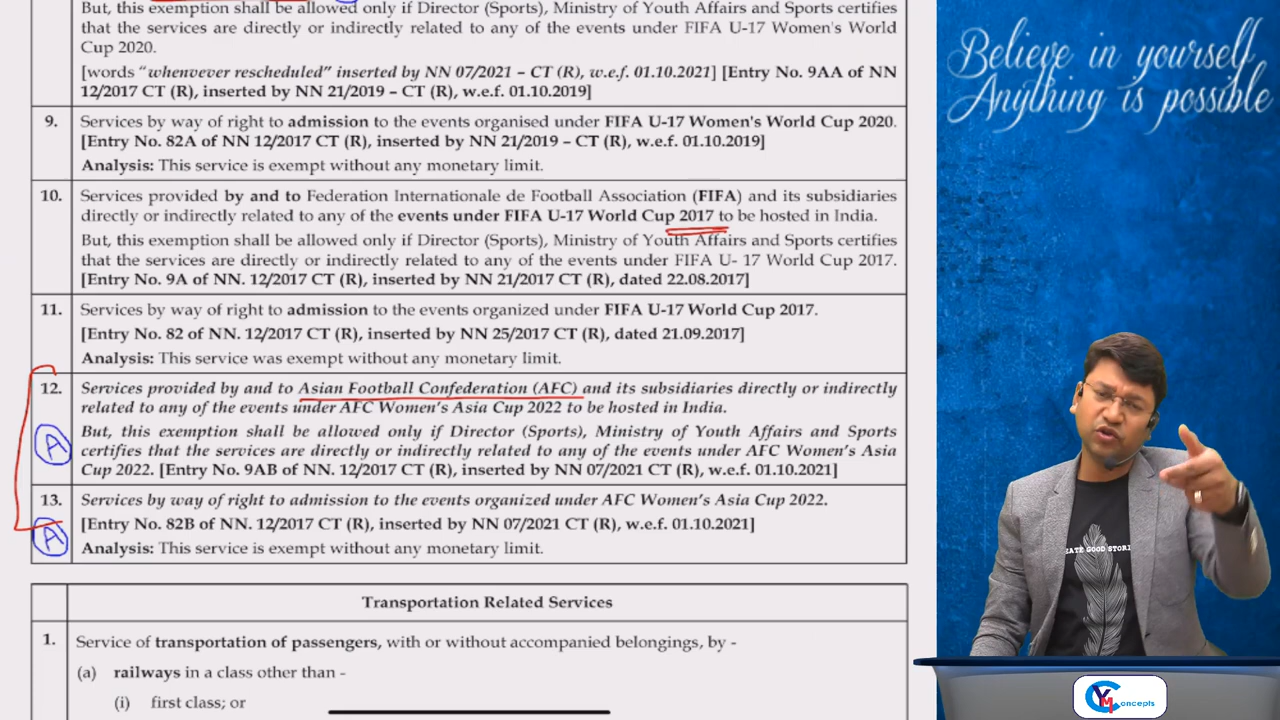 But, this exemption shall be allowed only if Director (Sports), Ministry of Youth Affairs and Sports certifies
that the services are directly or indirectly related to any of the events under FIFA U-17 Women's World
Cup 2020.
[words "whenever rescheduled" inserted by NN 07/2021 – CT (R), w.e.f. 01.10.2021] [Entry No. 9AA of NN
12/2017 CT (R), inserted by NN 21/2019 – CT (R), w.e.f. 01.10.2019]
9. Services by way of right to admission to the events organised under FIFA U-17 Women's World Cup 2020.
[Entry No. 82A of NN 12/2017 CT (R), inserted by NN 21/2019 – CT (R), w.e.f. 01.10.2019]
Analysis: This service is exempt without any monetary limit.
10. Services provided by and to Federation Internationale de Football Association (FIFA) and its subsidiaries
directly or indirectly related to any of the events under FIFA U-17 World Cup 2017 to be hosted in India.
But, this exemption shall be allowed only if Director (Sports), Ministry of Youth Affairs and Sports certifies
that the services are directly or indirectly related to any of the events under FIFA U- 17 World Cup 2017.
[Entry No. 9A of NN. 12/2017 CT (R), inserted by NN 21/2017 CT (R), dated 22.08.2017]
11. Services by way of right to admission to the events organized under FIFA U-17 World Cup 2017.
[Entry No. 82 of NN. 12/2017 CT (R), inserted by NN 25/2017 CT (R), dated 21.09.2017]
Analysis: This service was exempt without any monetary limit.
12. Services provided by and to Asian Football Confederation (AFC) and its subsidiaries directly or indirectly
related to any of the events under AFC Women's Asia Cup 2022 to be hosted in India.
But, this exemption shall be allowed only if Director (Sports), Ministry of Youth Affairs and Sports
A
certifies that the services are directly or indirectly related to any of the events under AFC Women's Asia
Cup 2022. [Entry No. 9AB of NN. 12/2017 CT (R), inserted by NN 07/2021 CT (R), w.e.f. 01.10.2021]
13. Services by way of right to admission to the events organized under AFC Women's Asia Cup 2022.
[Entry No. 82B of NN. 12/2017 CT (R), inserted by NN 07/2021 CT (R), w.e.f. 01.10.2021]
A
Analysis: This service is exempt without any monetary limit.
Transportation Related Services
1. Service of transportation of passengers, with or without accompanied belongings, by -
(a) railways in a class other than -
(i) first class; or
Believe in yourself
Anything is possible
EATE GOOD STORI
CYM
oncepts